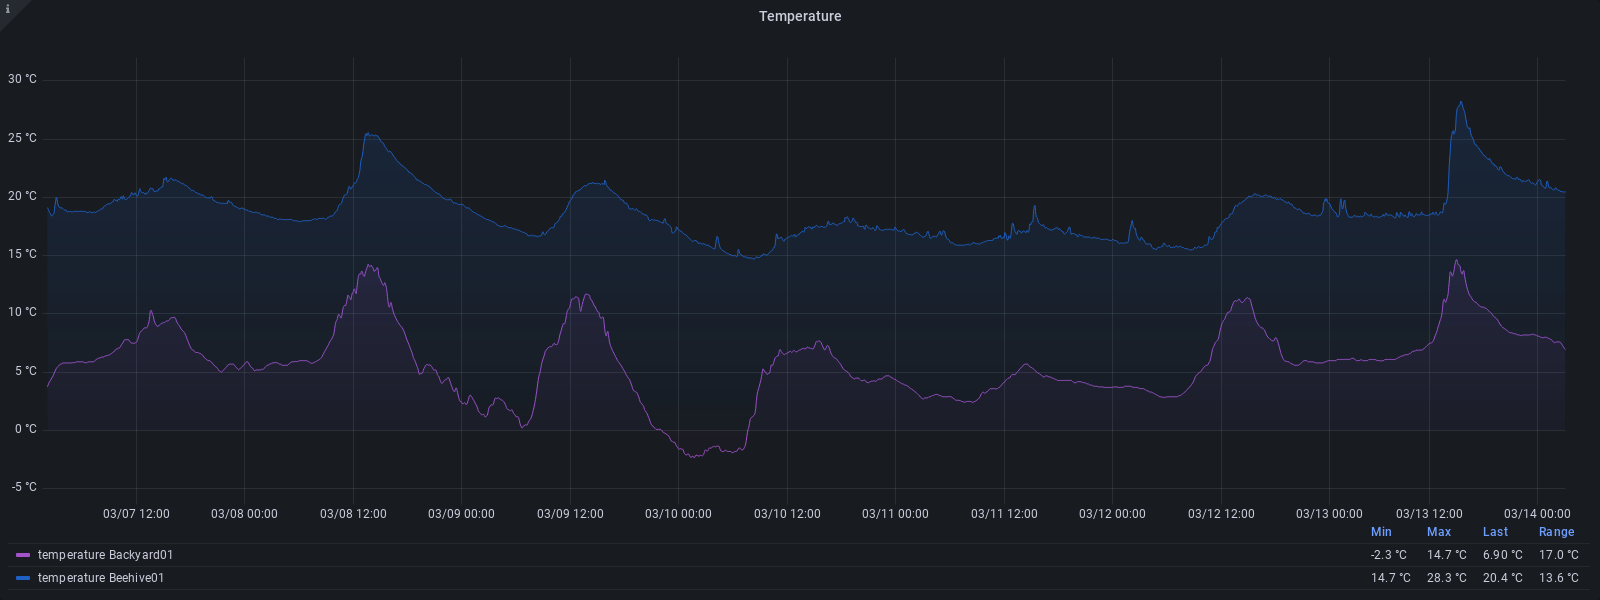 i
Temperature
30 °C
25 °C
20 °C
15 °C
10 °C
5 °C
0 °C
-5 °C
03/07 12:00 03/08 00:00 03/08 12:00 03/09 00:00 03/09 12:00 03/10 00:00 03/10 12:00 03/11 00:00 03/11 12:00 03/12 00:00 03/12 12:00 03/13 00:00 03/13 12:00 03/14 00:00
Min Max Last Range
temperature Backyard01 -2.3 °C 14.7 °C 6.90 °C 17.0 °C
temperature Beehive01 14.7 °C 28.3 °C 20.4 °C 13.6 °C